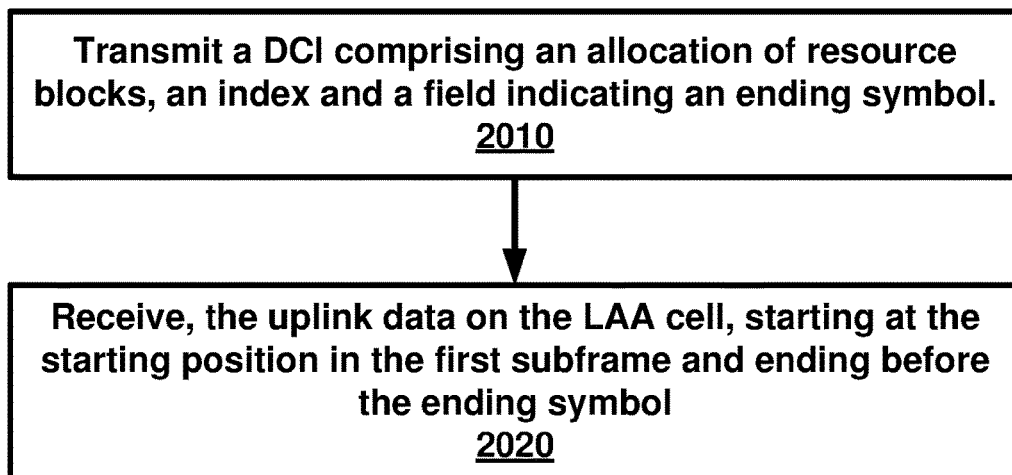 Transmit a DCI comprising an allocation of resource
blocks, an index and a field indicating an ending symbol.
2010
Receive, the uplink data on the LAA cell, starting at the
starting position in the first subframe and ending before
the ending symbol
2020